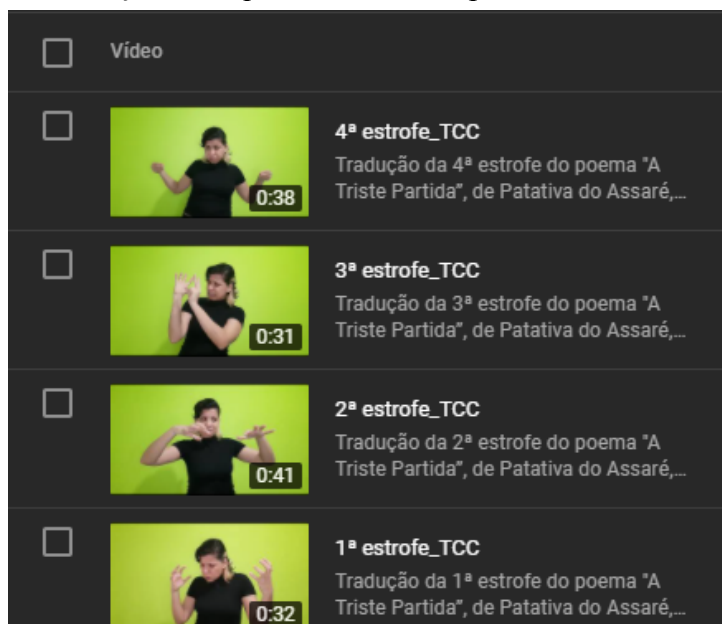 Vídeo
4ª estrofe_TCC
Tradução da 4ª estrofe do poema "A
Triste Partida", de Patativa do Assaré,...
0:38
3ª estrofe_TCC
Tradução da 3ª estrofe do poema "A
Triste Partida", de Patativa do Assaré,...
0:31
2ª estrofe_TCC
Tradução da 2ª estrofe do poema "A
Triste Partida", de Patativa do Assaré,...
0:41
1ª estrofe_TCC
Tradução da 1ª estrofe do poema "A
Triste Partida", de Patativa do Assaré,...
0:32